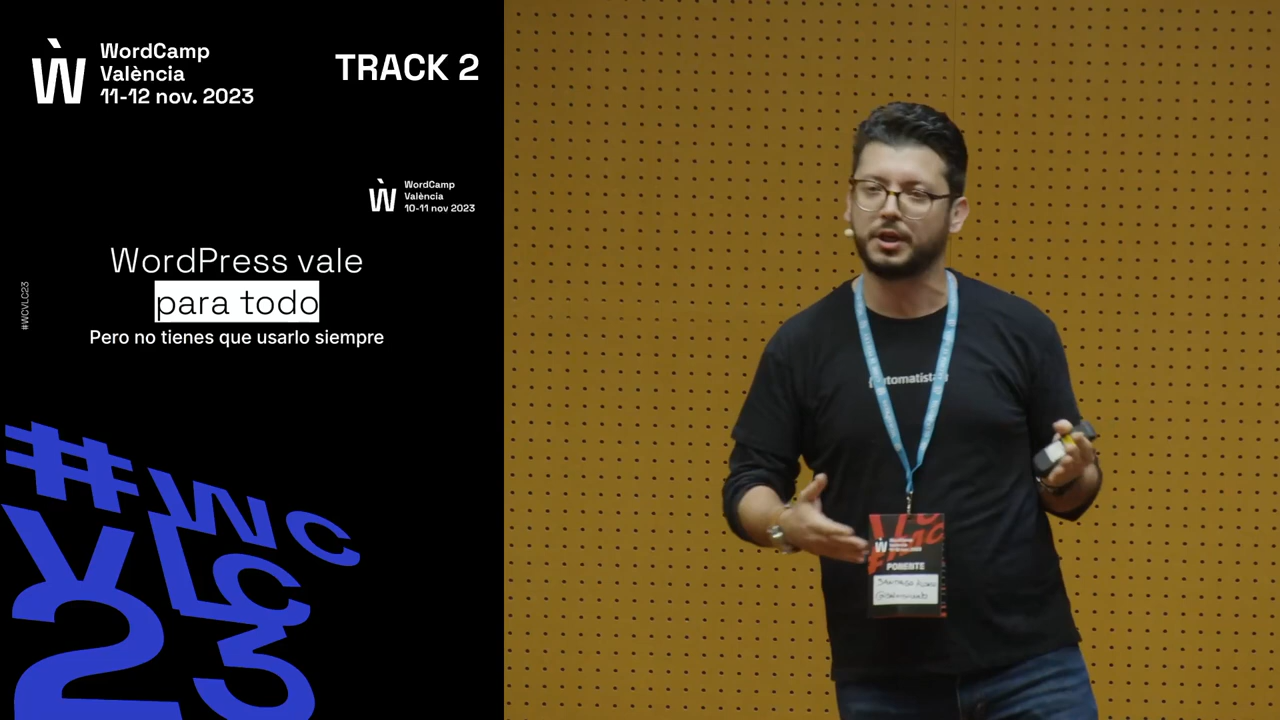 WordCamp
València
11-12 nov. 2023
TRACK 2
WordCamp
València
10-11 nov 2023
WordPress vale
para todo
Pero no tienes que usarlo siempre
#WCVLC23
#WC
VLC
23
PONENTE